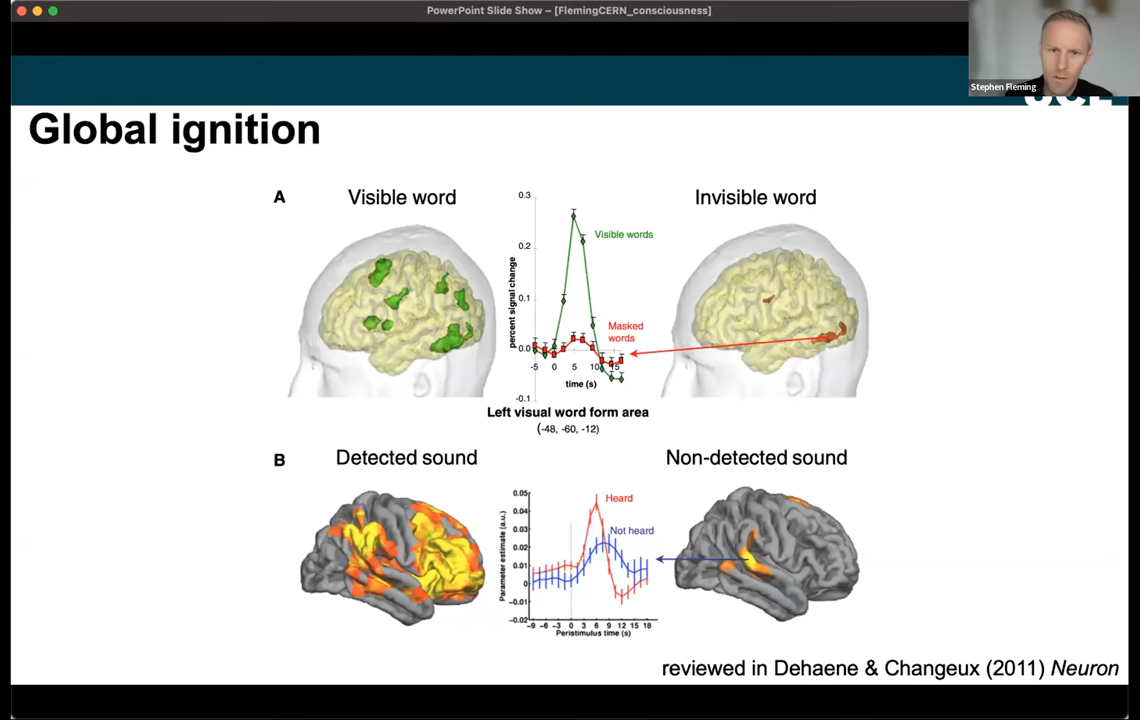 PowerPoint Slide Show – [FlemingCERN_consciousness]
Stephen Fleming
Global ignition
A
Visible word
Invisible word
percent signal change
0.3
0.2
0.1
0.0
-0.1
Visible words
Masked
words
-5 0 5 10 15
time (s)
Left visual word form area
(-48, -60, -12)
B
Detected sound
Non-detected sound
Parameter estimate (a.u.)
0.05
0.04
0.03
0.02
0.01
0
−0.01
−0.02
Heard
Not heard
−9 −6 −3 0 3 6 9 12 15 18
Peristimulus time (s)
reviewed in Dehaene & Changeux (2011) Neuron